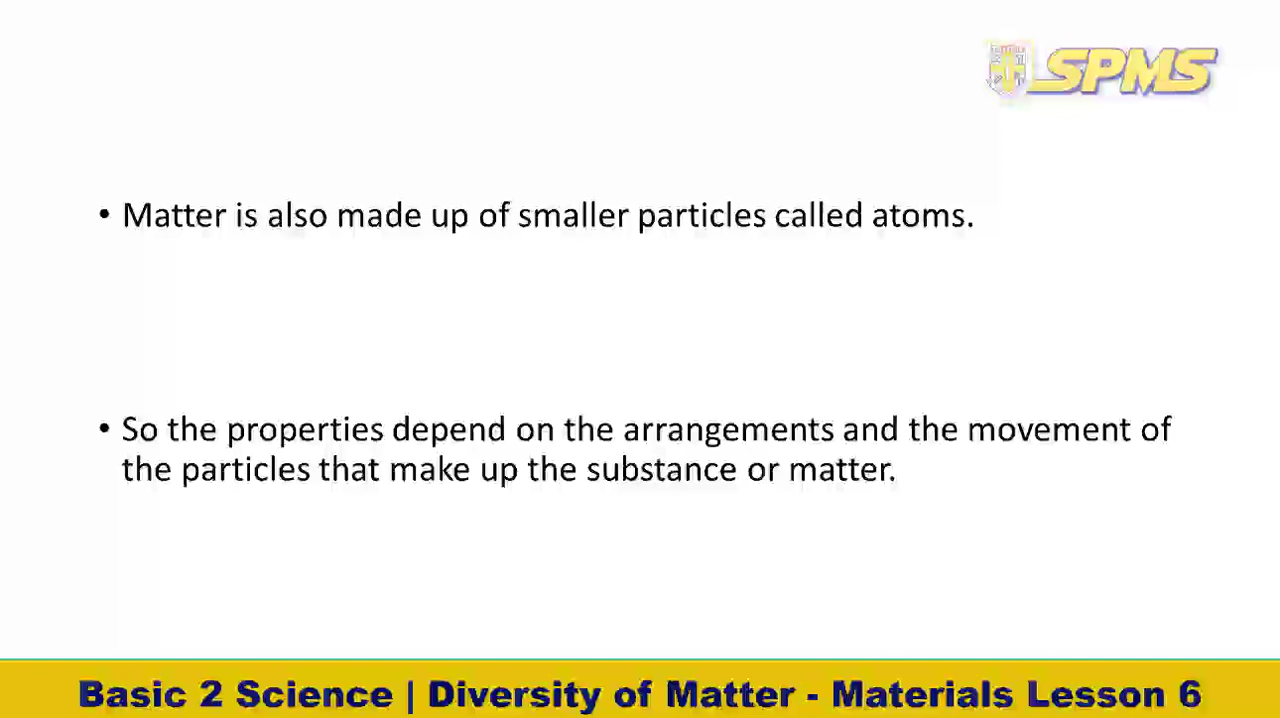 SPMS
• Matter is also made up of smaller particles called atoms.
• So the properties depend on the arrangements and the movement of
the particles that make up the substance or matter.
Basic 2 Science | Diversity of Matter - Materials Lesson 6